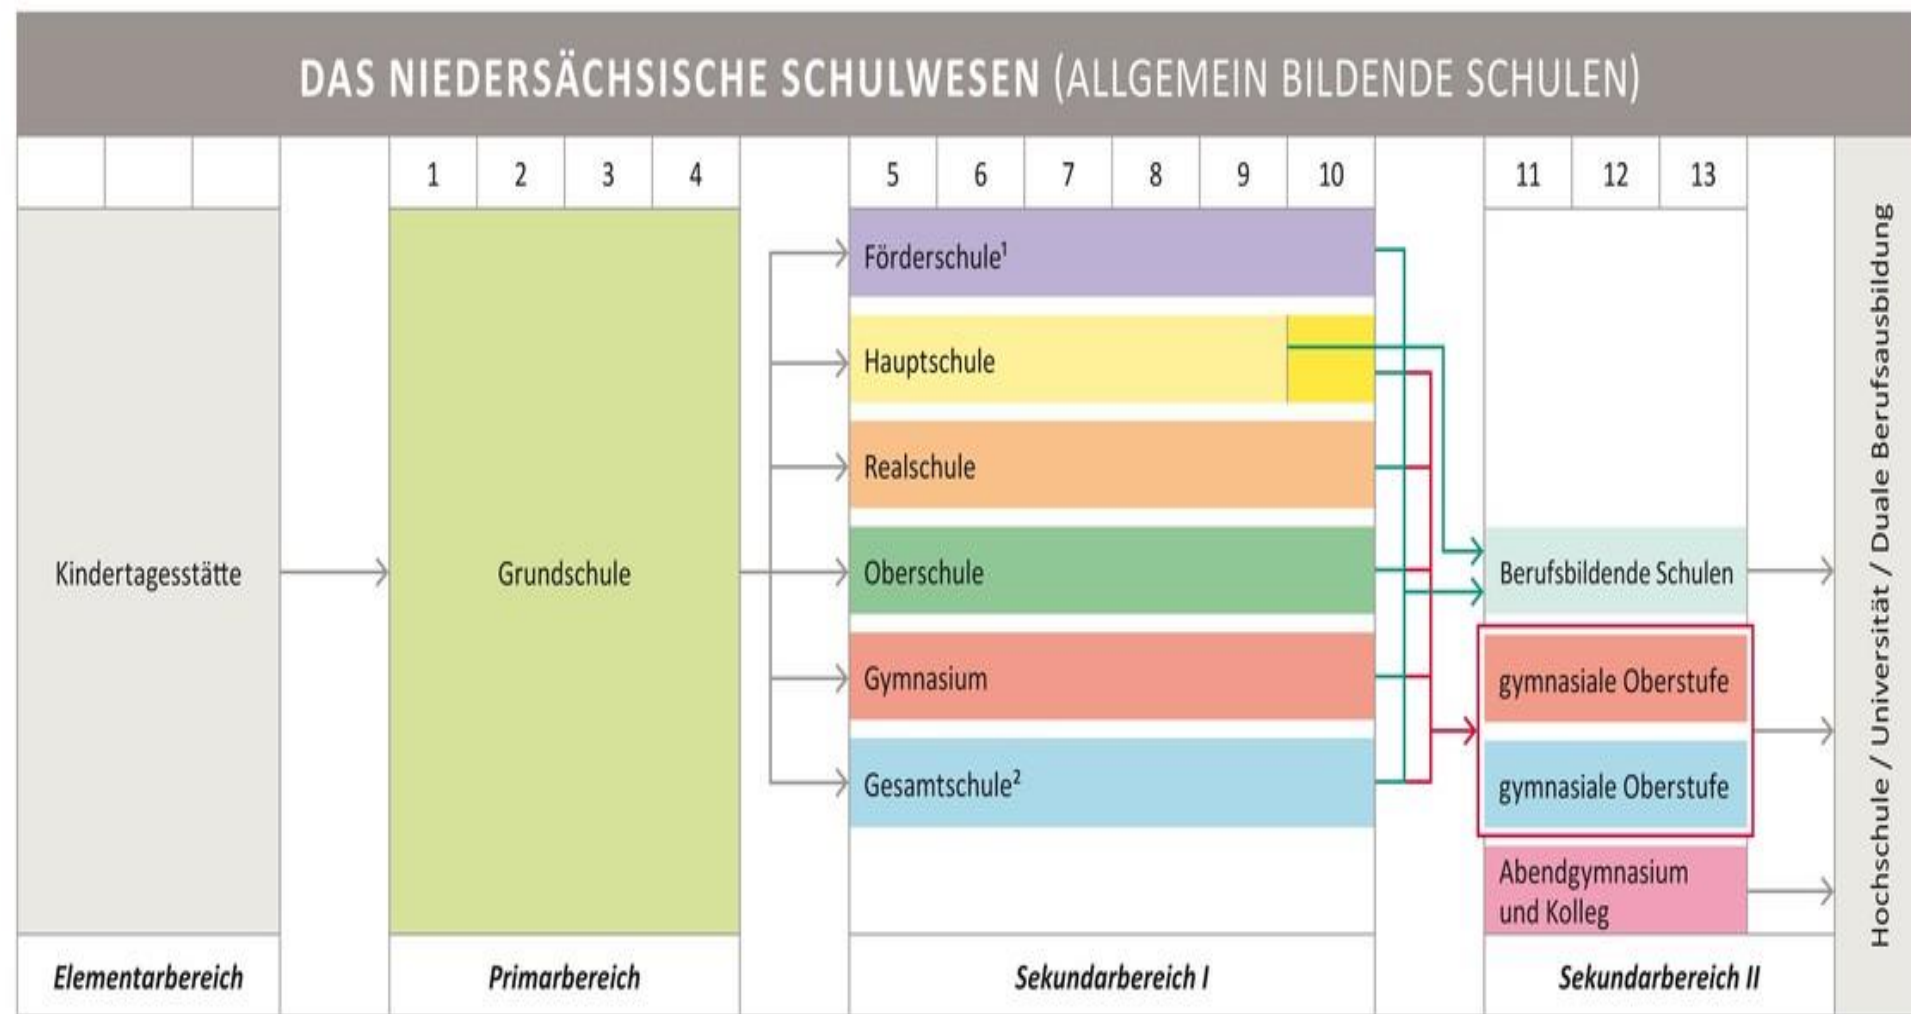 DAS NIEDERSÄCHSISCHE SCHULWESEN (ALLGEMEIN BILDENDE SCHULEN)
1 2 3 4 5 6 7 8 9 10 11 12 13
Kindertagesstätte
Grundschule
Förderschule¹
Hauptschule
Realschule
Oberschule
Gymnasium
Gesamtschule²
Berufsbildende Schulen
gymnasiale Oberstufe
gymnasiale Oberstufe
Abendgymnasium
und Kolleg
Hochschule / Universität / Duale Berufsausbildung
Elementarbereich
Primarbereich
Sekundarbereich I
Sekundarbereich II